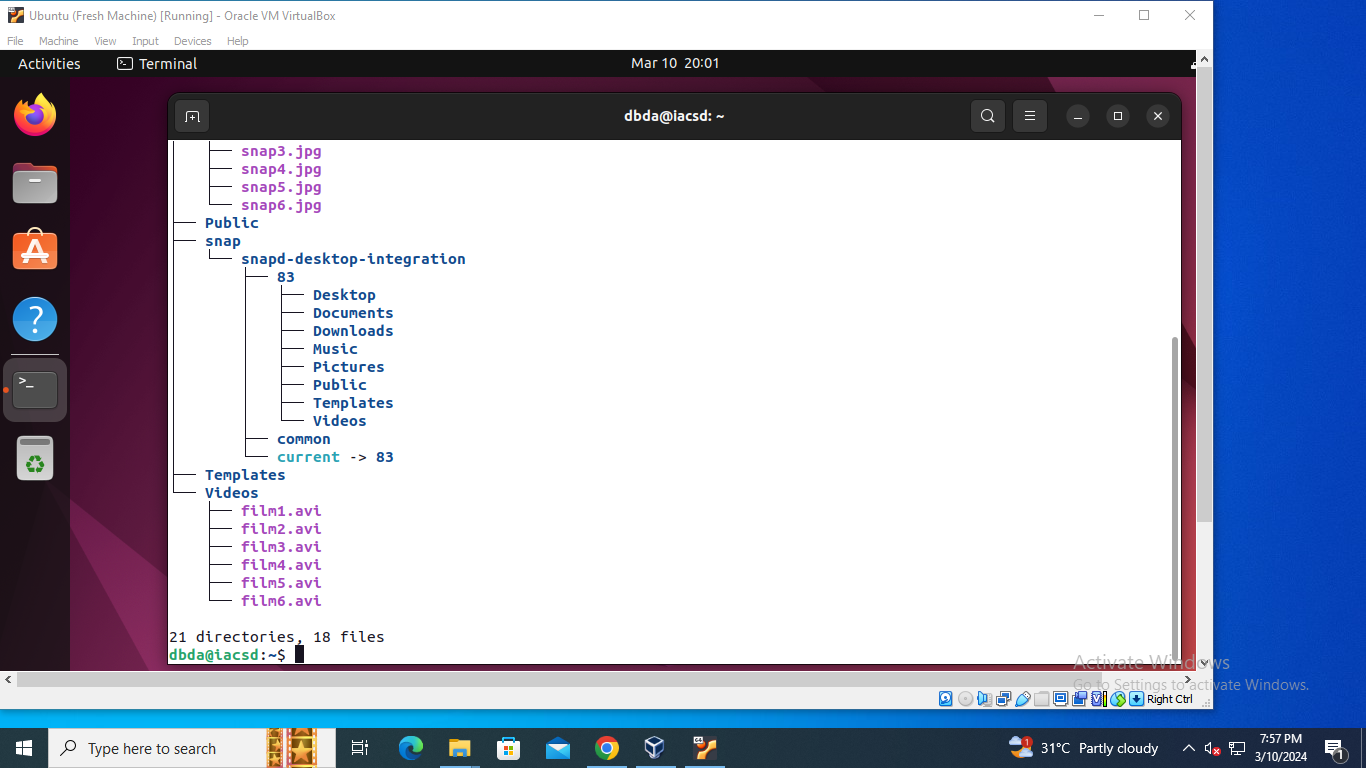 Ubuntu (Fresh Machine) [Running] - Oracle VM VirtualBox
File Machine View Input Devices Help
Activities Terminal Mar 10 20:01
dbda@iacsd: ~
├── snap3.jpg
├── snap4.jpg
├── snap5.jpg
└── snap6.jpg
├── Public
├── snap
└── snapd-desktop-integration
├── 83
├── Desktop
├── Documents
├── Downloads
├── Music
├── Pictures
├── Public
├── Templates
└── Videos
├── common
└── current -> 83
├── Templates
└── Videos
├── film1.avi
├── film2.avi
├── film3.avi
├── film4.avi
├── film5.avi
└── film6.avi
21 directories, 18 files
dbda@iacsd:~$
Activate Windows
Go to Settings to activate Windows.
Right Ctrl
Type here to search
31°C Partly cloudy
7:57 PM
3/10/2024
1
1